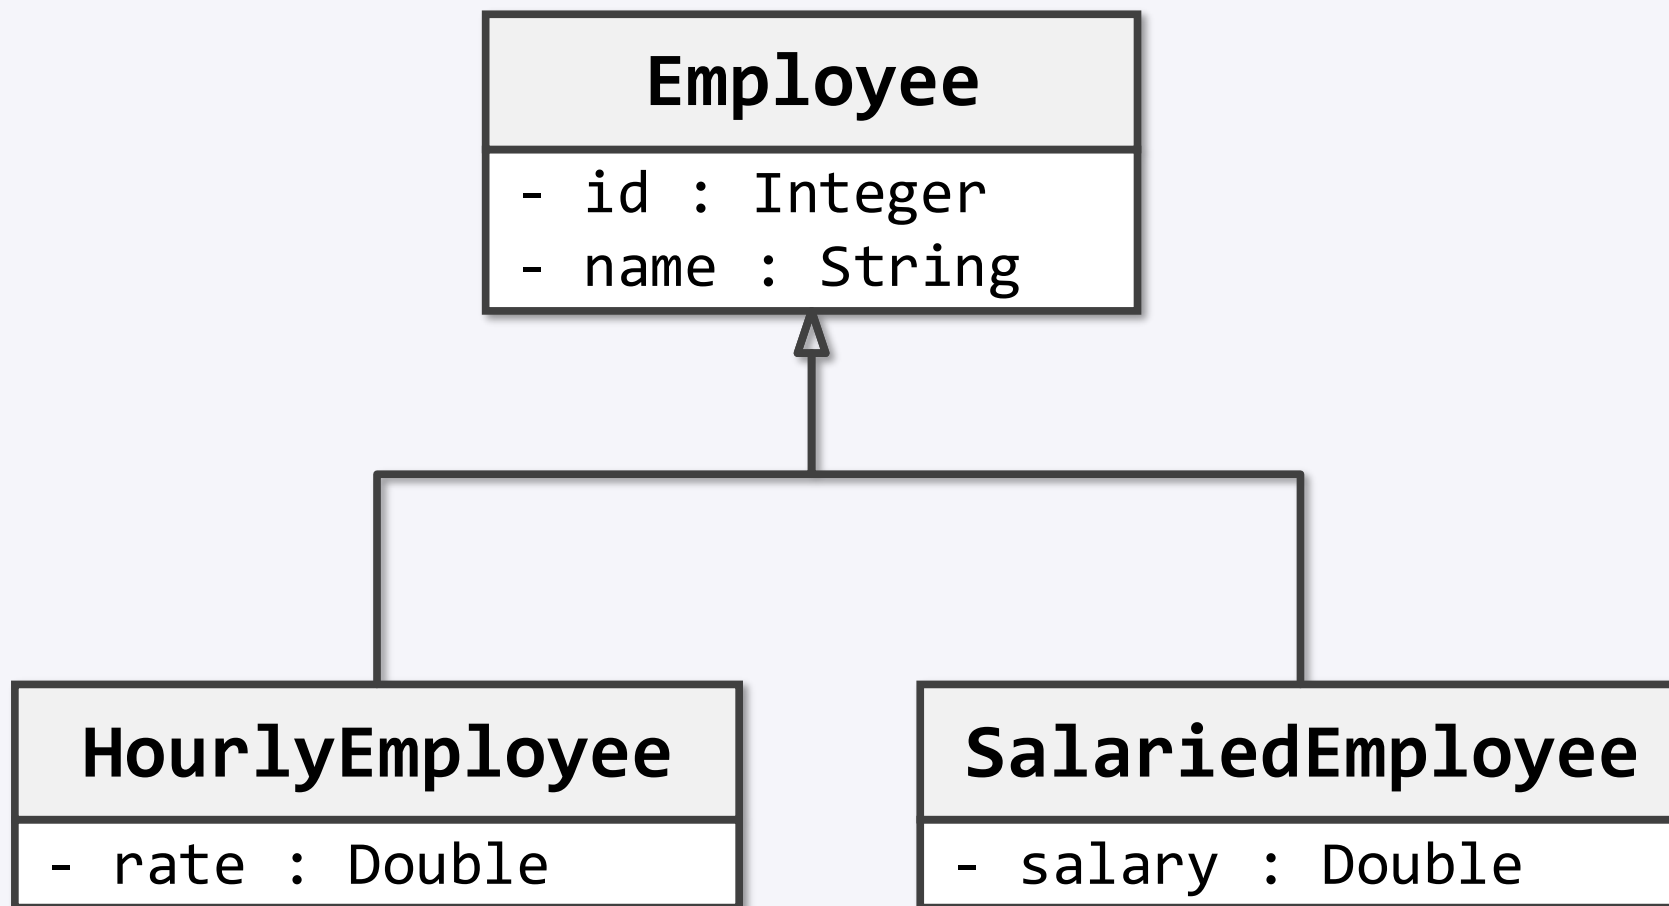 Employee
- id : Integer
- name : String
HourlyEmployee
- rate : Double
SalariedEmployee
- salary : Double